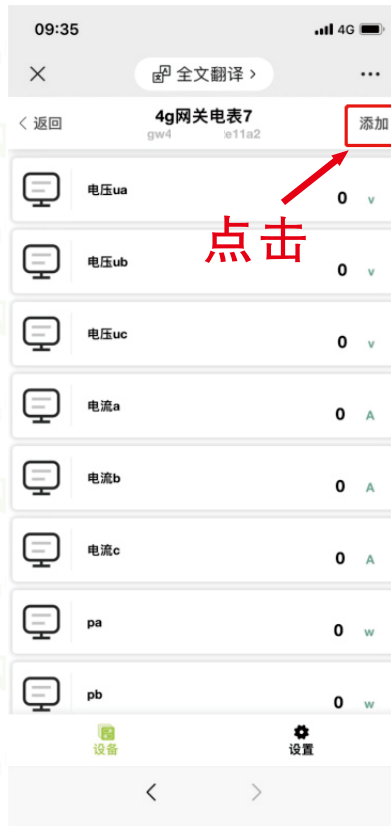 09:35
4G
全文翻译 >
返回
4g网关电表7
添加
gw4 e11a2
点击
电压ua
0 v
电压ub
0 v
电压uc
0 v
电流a
0 A
电流b
0 A
电流c
0 A
pa
0 w
pb
0 w
设备
设置